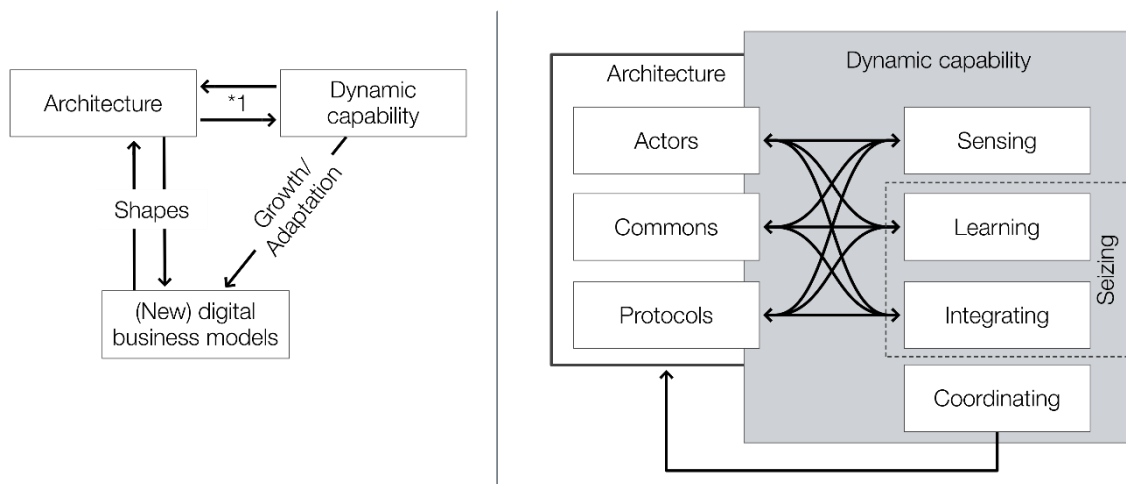 Architecture
*1
Dynamic
capability
Shapes
Growth/
Adaptation
(New) digital
business models
Architecture
Dynamic capability
Actors
Sensing
Commons
Learning
Protocols
Integrating
Seizing
Coordinating